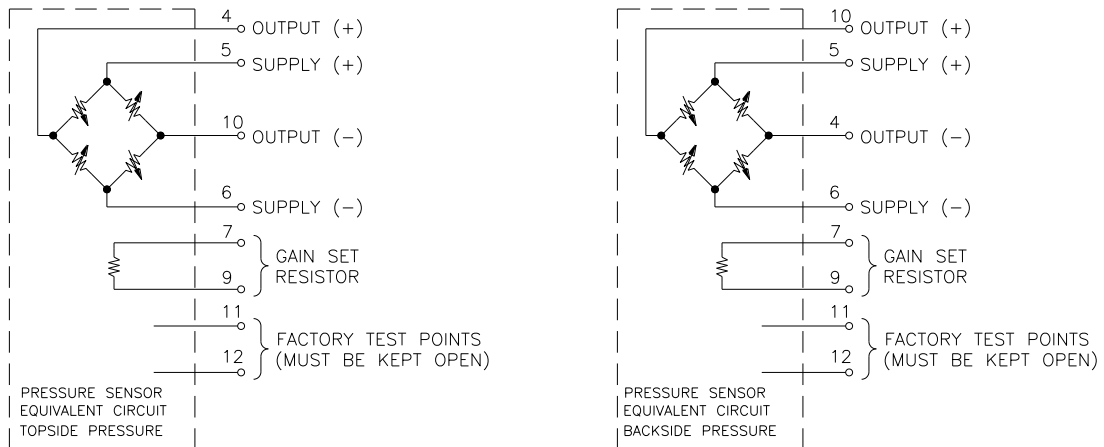 4
OUTPUT (+)
5
SUPPLY (+)
10
OUTPUT (-)
6
SUPPLY (-)
7
GAIN SET
RESISTOR
9
11
FACTORY TEST POINTS
(MUST BE KEPT OPEN)
12
PRESSURE SENSOR
EQUIVALENT CIRCUIT
TOPSIDE PRESSURE
10
OUTPUT (+)
5
SUPPLY (+)
4
OUTPUT (-)
6
SUPPLY (-)
7
GAIN SET
RESISTOR
9
11
FACTORY TEST POINTS
(MUST BE KEPT OPEN)
12
PRESSURE SENSOR
EQUIVALENT CIRCUIT
BACKSIDE PRESSURE